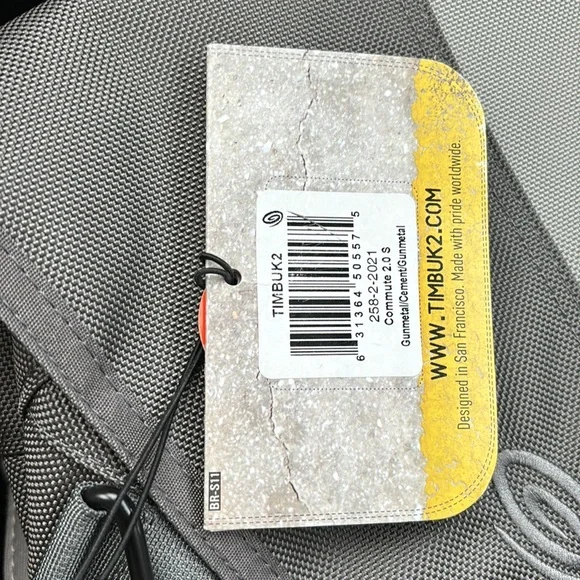 TIMBUK2
6 31364 50557 5
258-2-2021
Commute 2.0 S
Gunmetal/Cement/Gunmetal
WWW.TIMBUK2.COM
Designed in San Francisco. Made with pride worldwide.
BR-S11